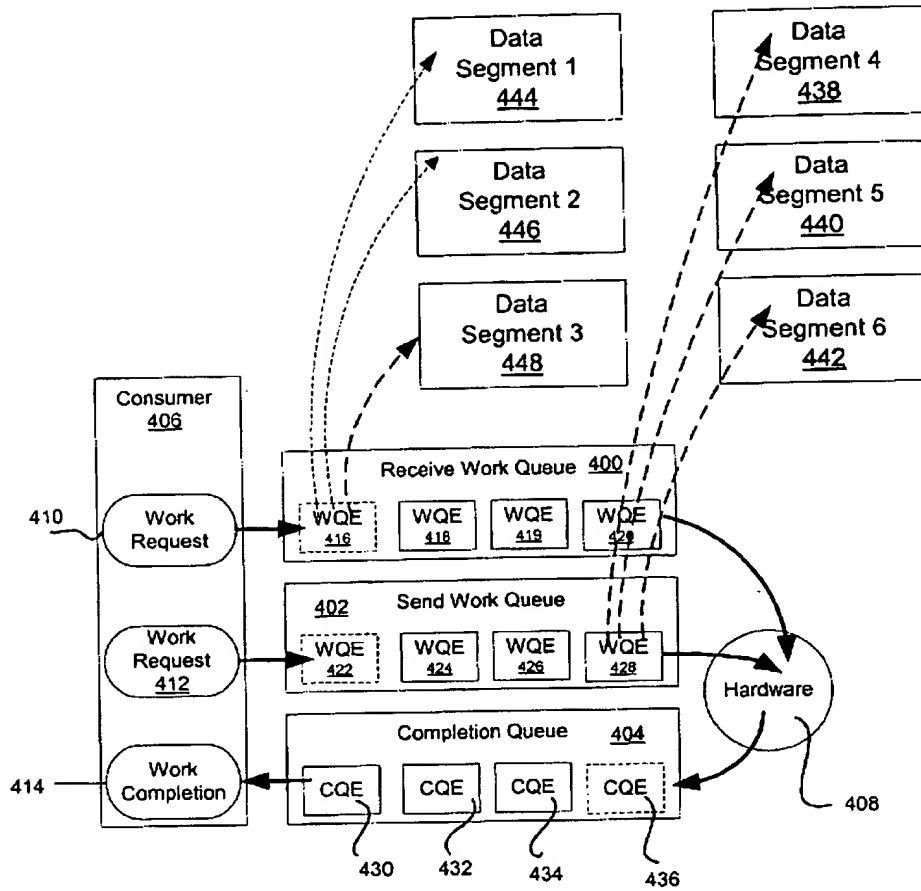 Data
Segment 1
444
Data
Segment 4
438
Data
Segment 2
446
Data
Segment 5
440
Data
Segment 3
448
Data
Segment 6
442
Consumer
406
Receive Work Queue 400
410
Work
Request
WQE
416
WQE
418
WQE
419
WQE
420
402
Send Work Queue
Work
Request
412
WQE
422
WQE
424
WQE
426
WQE
428
Hardware
Completion Queue 404
414
Work
Completion
CQE
CQE
CQE
CQE
408
430
432
434
436